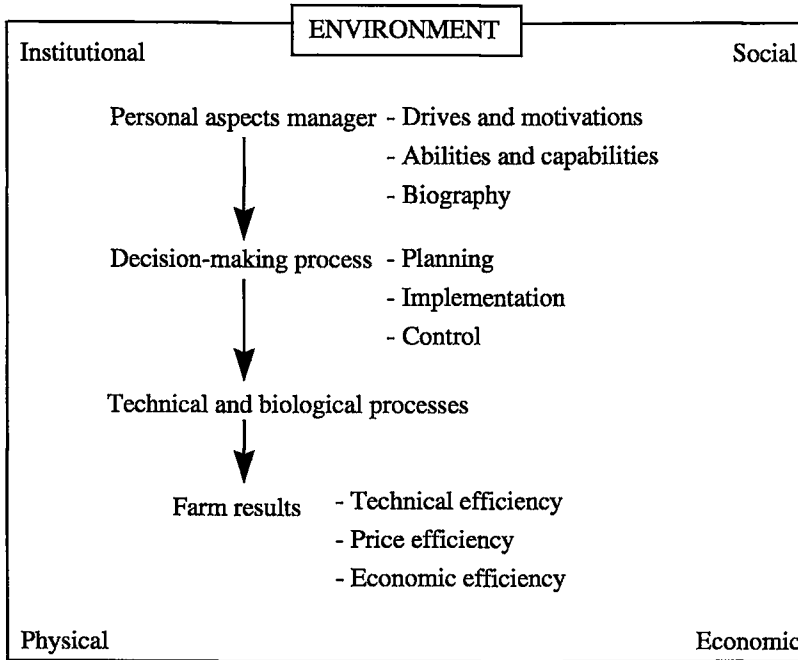 ENVIRONMENT
Institutional Social
Personal aspects manager - Drives and motivations
- Abilities and capabilities
- Biography
Decision-making process - Planning
- Implementation
- Control
Technical and biological processes
Farm results - Technical efficiency
- Price efficiency
- Economic efficiency
Physical Economic